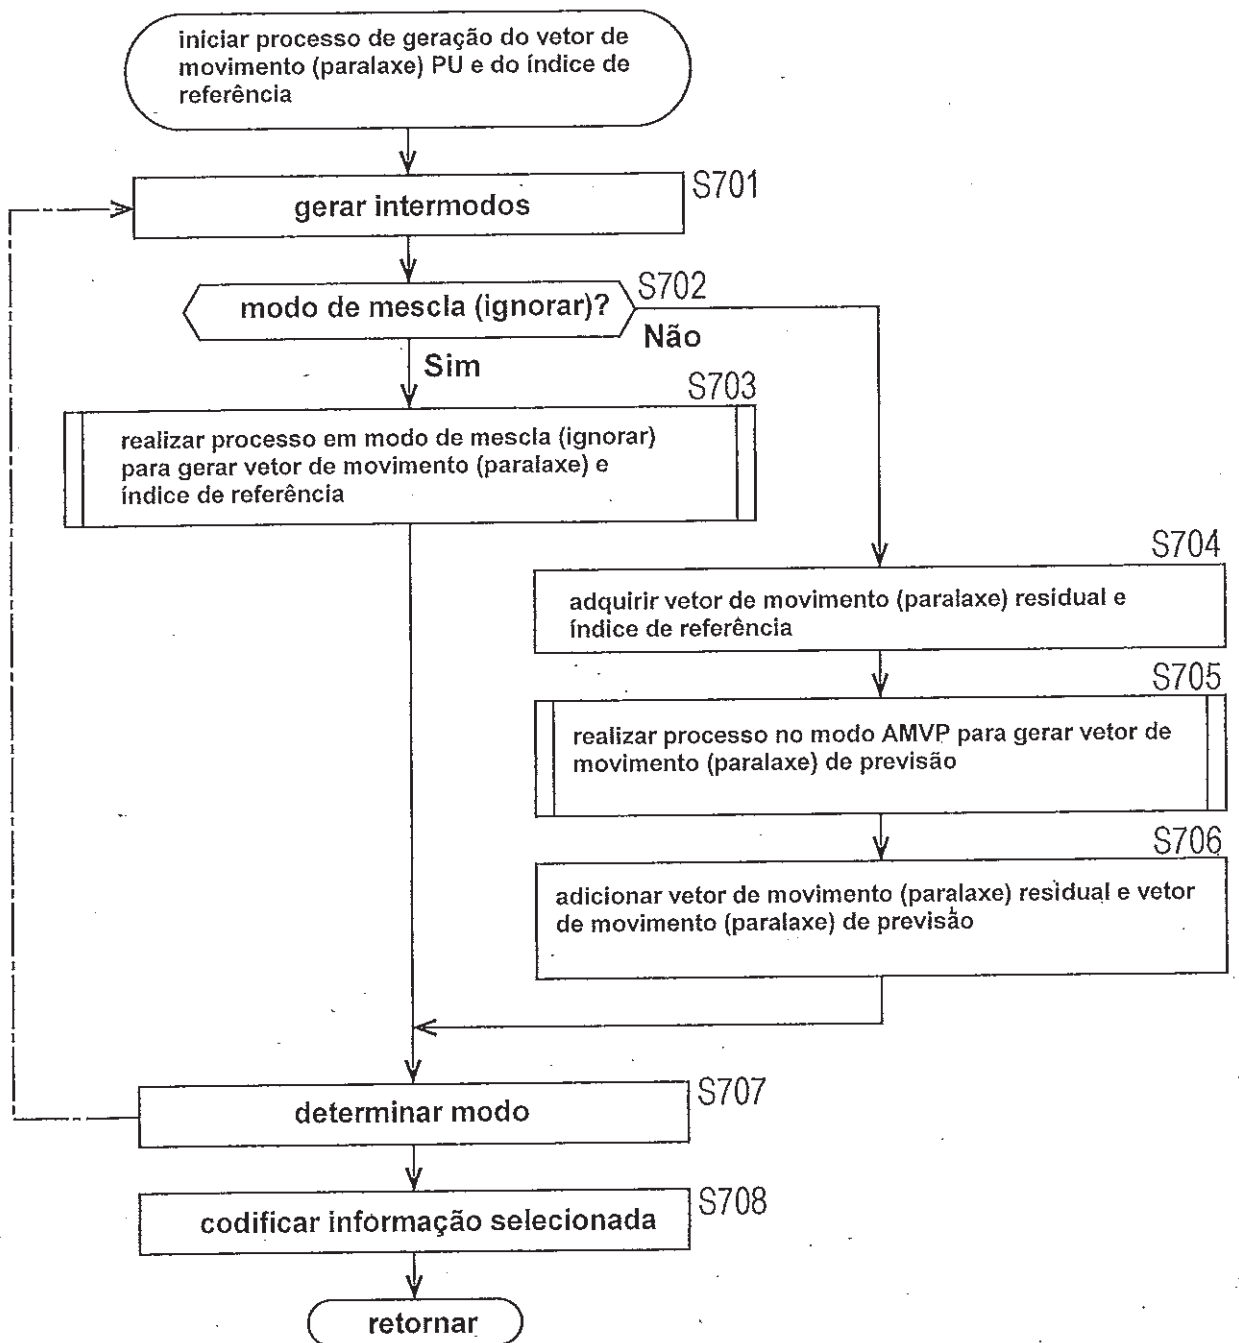 iniciar processo de geração do vetor de
movimento (paralaxe) PU e do índice de
referência
S701
gerar intermodos
S702
modo de mescla (ignorar)?
Não
Sim
S703
realizar processo em modo de mescla (ignorar)
para gerar vetor de movimento (paralaxe) e
índice de referência
S704
adquirir vetor de movimento (paralaxe) residual e
índice de referência
S705
realizar processo no modo AMVP para gerar vetor de
movimento (paralaxe) de previsão
S706
adicionar vetor de movimento (paralaxe) residual e vetor
de movimento (paralaxe) de previsão
S707
determinar modo
S708
codificar informação selecionada
retornar